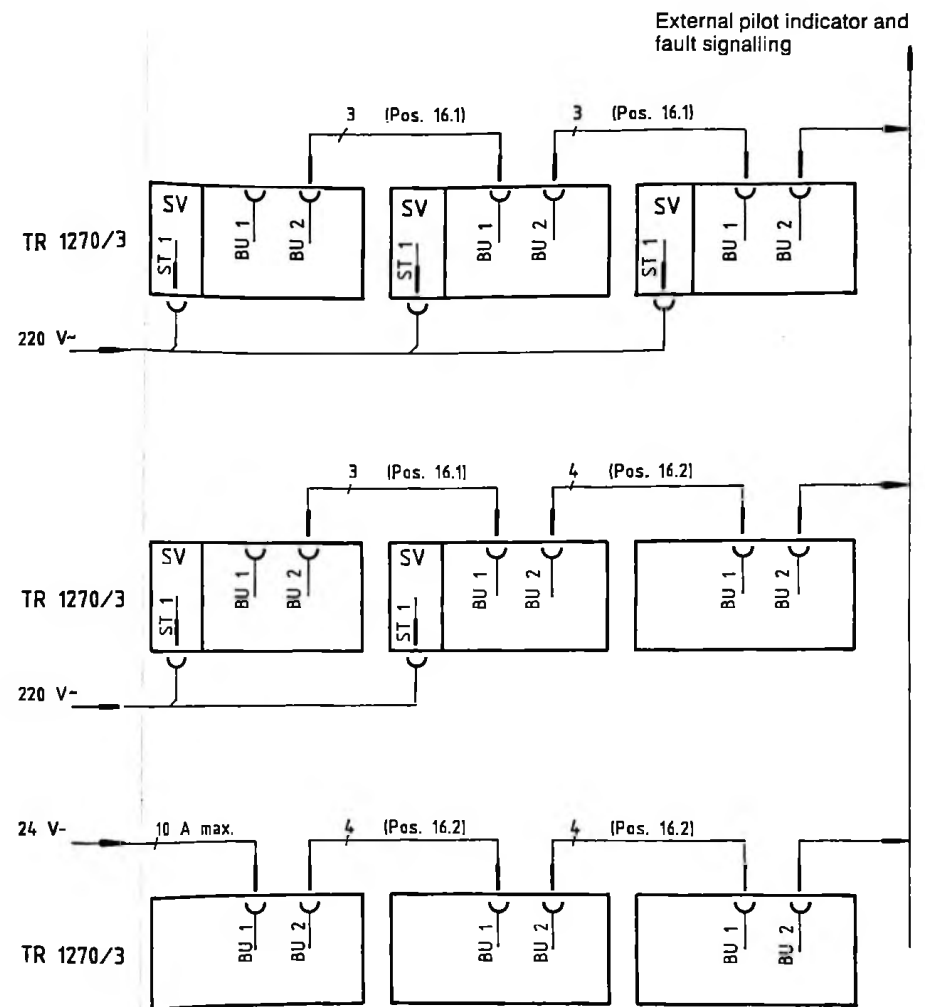 External pilot indicator and
fault signalling
3 (Pos. 16.1) 3 (Pos. 16.1)
TR 1270/3
SV ST 1 BU 1 BU 2
SV ST 1 BU 1 BU 2
SV ST 1 BU 1 BU 2
220 V~
3 (Pos. 16.1) 4 (Pos. 16.2)
TR 1270/3
SV ST 1 BU 1 BU 2
SV ST 1 BU 1 BU 2
BU 1 BU 2
220 V~
24 V- 10 A max. 4 (Pos. 16.2) 4 (Pos. 16.2)
TR 1270/3
BU 1 BU 2
BU 1 BU 2
BU 1 BU 2